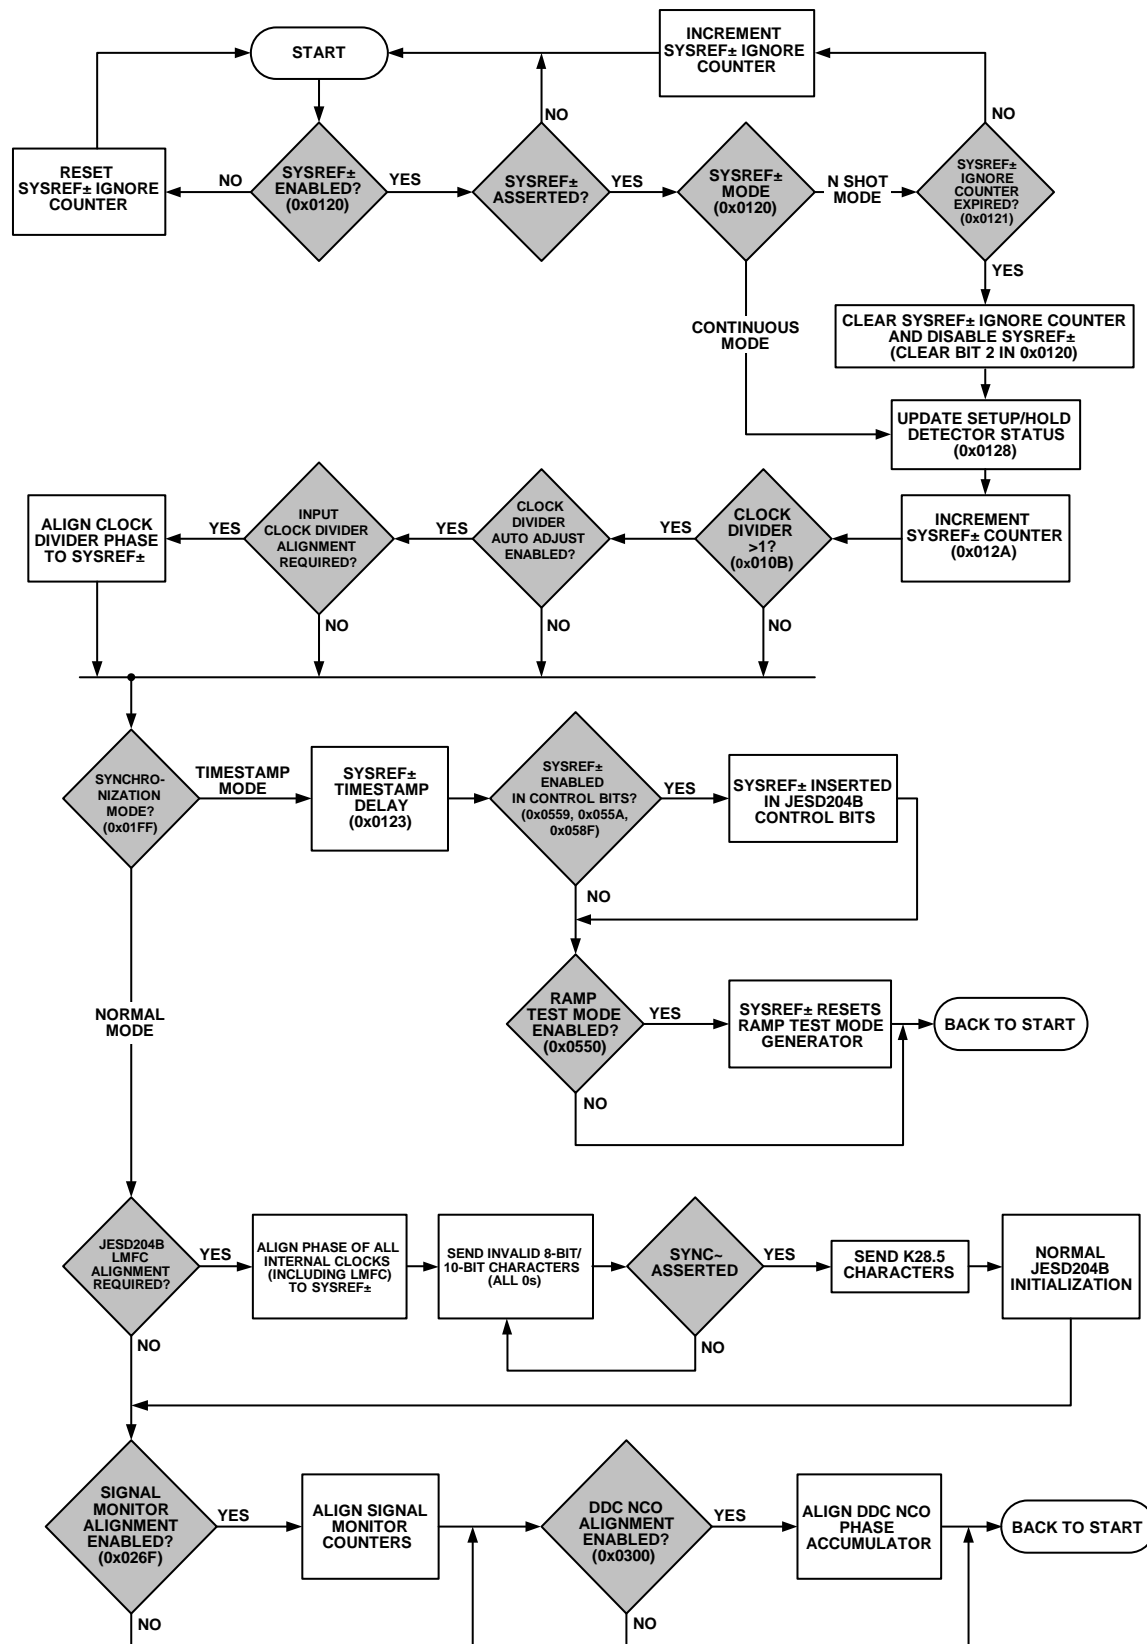 START
INCREMENT
SYSREF± IGNORE
COUNTER
NO
NO
RESET
SYSREF± IGNORE
COUNTER
NO
SYSREF±
ENABLED?
(0x0120)
YES
SYSREF±
ASSERTED?
YES
SYSREF±
MODE
(0x0120)
N SHOT
MODE
SYSREF±
IGNORE
COUNTER
EXPIRED?
(0x0121)
YES
CONTINUOUS
MODE
CLEAR SYSREF± IGNORE COUNTER
AND DISABLE SYSREF±
(CLEAR BIT 2 IN 0x0120)
UPDATE SETUP/HOLD
DETECTOR STATUS
(0x0128)
ALIGN CLOCK
DIVIDER PHASE
TO SYSREF±
YES
INPUT
CLOCK DIVIDER
ALIGNMENT
REQUIRED?
YES
CLOCK
DIVIDER
AUTO ADJUST
ENABLED?
YES
CLOCK
DIVIDER
>1?
(0x010B)
INCREMENT
SYSREF± COUNTER
(0x012A)
NO
NO
NO
SYNCHRO-
NIZATION
MODE?
(0x01FF)
TIMESTAMP
MODE
SYSREF±
TIMESTAMP
DELAY
(0x0123)
SYSREF±
ENABLED
IN CONTROL BITS?
(0x0559, 0x055A,
0x058F)
YES
SYSREF± INSERTED
IN JESD204B
CONTROL BITS
NO
NORMAL
MODE
RAMP
TEST MODE
ENABLED?
(0x0550)
YES
SYSREF± RESETS
RAMP TEST MODE
GENERATOR
BACK TO START
NO
JESD204B
LMFC
ALIGNMENT
REQUIRED?
YES
ALIGN PHASE OF ALL
INTERNAL CLOCKS
(INCLUDING LMFC)
TO SYSREF±
SEND INVALID 8-BIT/
10-BIT CHARACTERS
(ALL 0s)
SYNC~
ASSERTED
YES
SEND K28.5
CHARACTERS
NORMAL
JESD204B
INITIALIZATION
NO
NO
SIGNAL
MONITOR
ALIGNMENT
ENABLED?
(0x026F)
YES
ALIGN SIGNAL
MONITOR
COUNTERS
DDC NCO
ALIGNMENT
ENABLED?
(0x0300)
YES
ALIGN DDC NCO
PHASE
ACCUMULATOR
BACK TO START
NO
NO